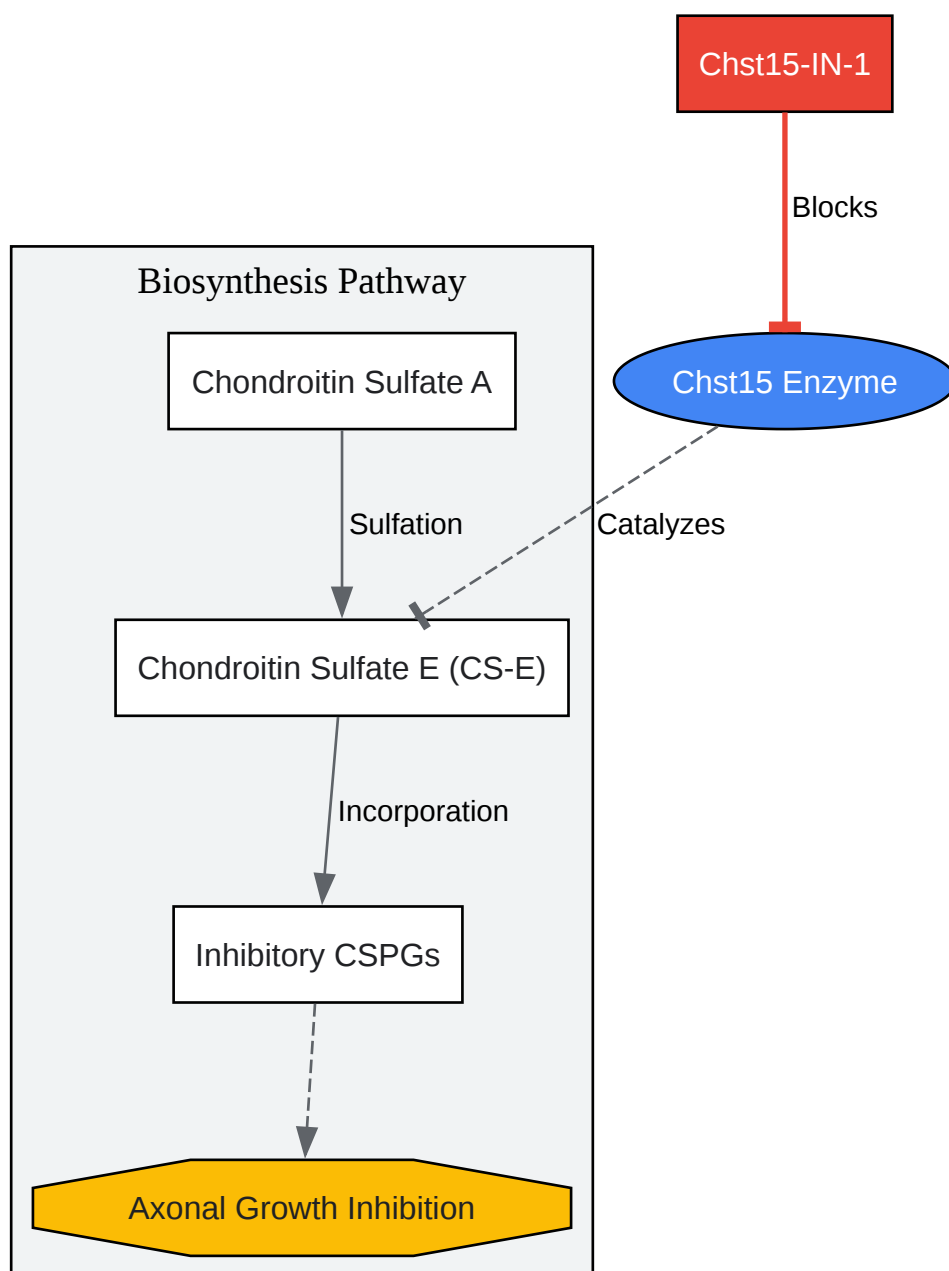 Chst15-IN-1
Blocks
Biosynthesis Pathway
Chondroitin Sulfate A
Chst15 Enzyme
Sulfation
Catalyzes
Chondroitin Sulfate E (CS-E)
Incorporation
Inhibitory CSPGs
Axonal Growth Inhibition